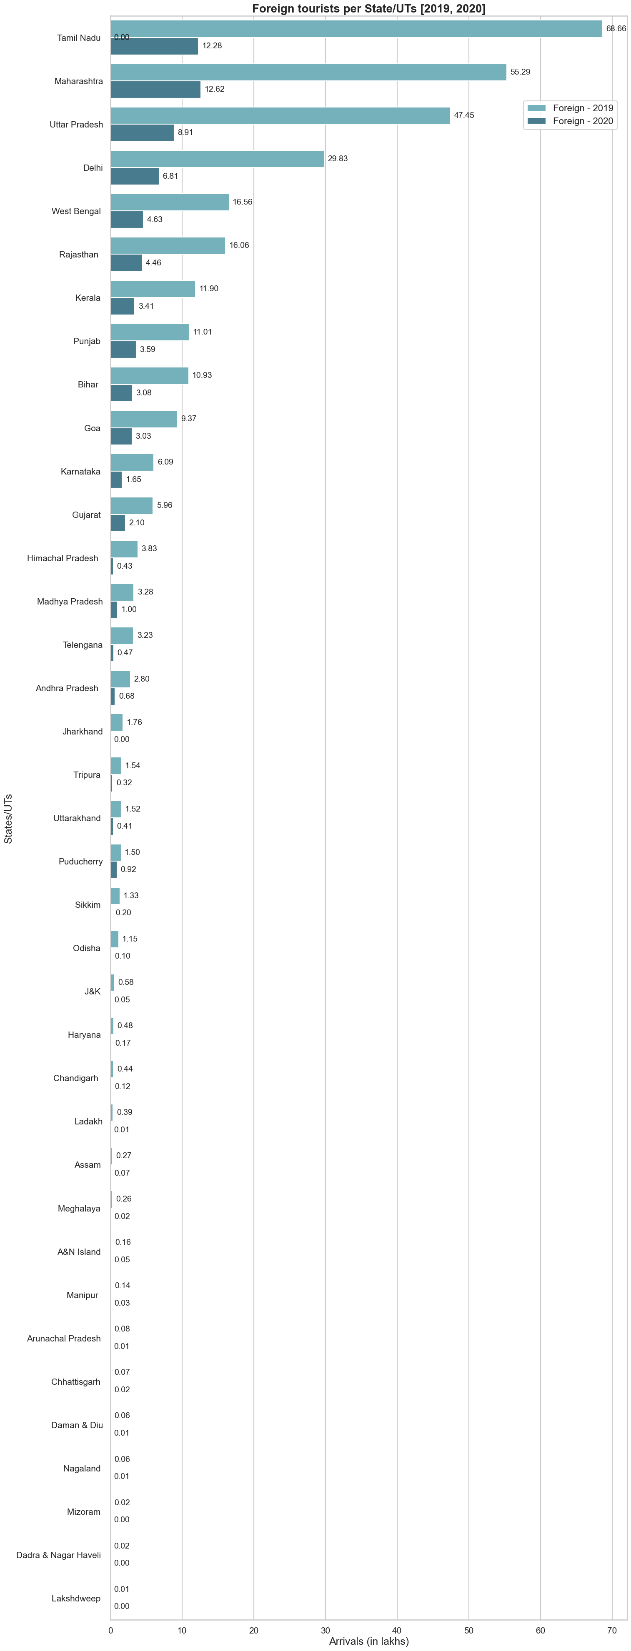 Foreign tourists per State/UTs [2019, 2020]
Tamil Nadu
68.66
0.00
12.28
Maharashtra
55.29
12.62
Foreign - 2019
Foreign - 2020
Uttar Pradesh
47.45
8.91
Delhi
29.83
6.81
West Bengal
16.56
4.63
Rajasthan
16.06
4.46
Kerala
11.90
3.41
Punjab
11.01
3.59
Bihar
10.93
3.08
Goa
9.37
3.03
Karnataka
6.09
1.65
Gujarat
5.96
2.10
Himachal Pradesh
3.83
0.43
Madhya Pradesh
3.28
1.00
Telengana
3.23
0.47
Andhra Pradesh
2.80
0.68
Jharkhand
1.76
0.00
Tripura
1.54
0.32
States/UTs
Uttarakhand
1.52
0.41
Puducherry
1.50
0.92
Sikkim
1.33
0.20
Odisha
1.15
0.10
J&K
0.58
0.05
Haryana
0.48
0.17
Chandigarh
0.44
0.12
Ladakh
0.39
0.01
Assam
0.27
0.07
Meghalaya
0.26
0.02
A&N Island
0.16
0.05
Manipur
0.14
0.03
Arunachal Pradesh
0.08
0.01
Chhattisgarh
0.07
0.02
Daman & Diu
0.06
0.01
Nagaland
0.06
0.01
Mizoram
0.02
0.00
Dadra & Nagar Haveli
0.02
0.00
Lakshdweep
0.01
0.00
0 10 20 30 40 50 60 70
Arrivals (in lakhs)